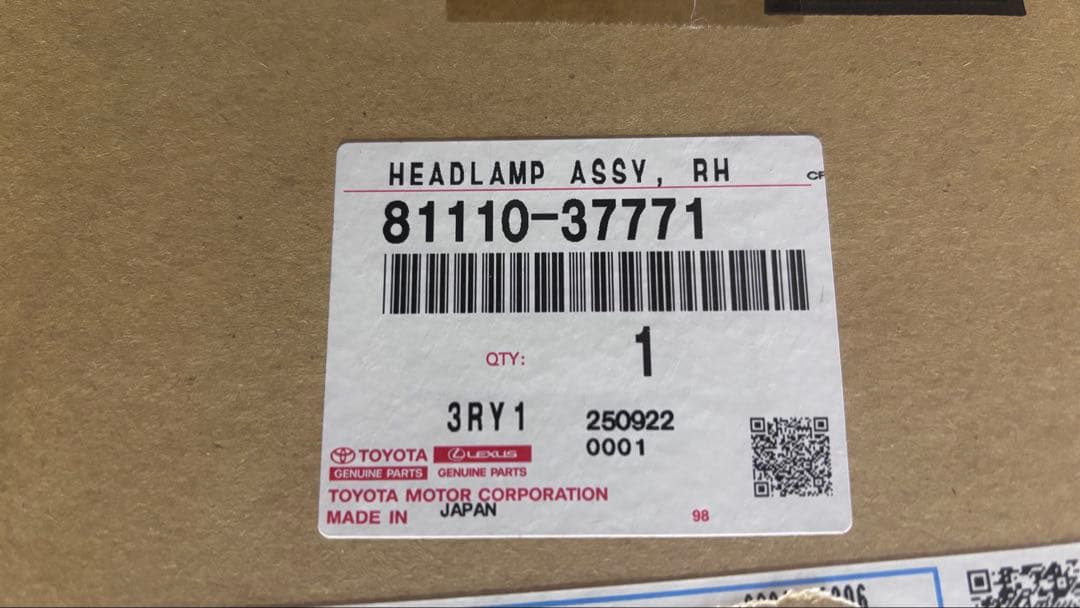 HEADLAMP ASSY, RH
81110-37771
QTY: 1
3RY1 250922
0001
TOYOTA LEXUS
GENUINE PARTS GENUINE PARTS
TOYOTA MOTOR CORPORATION
MADE IN JAPAN 98